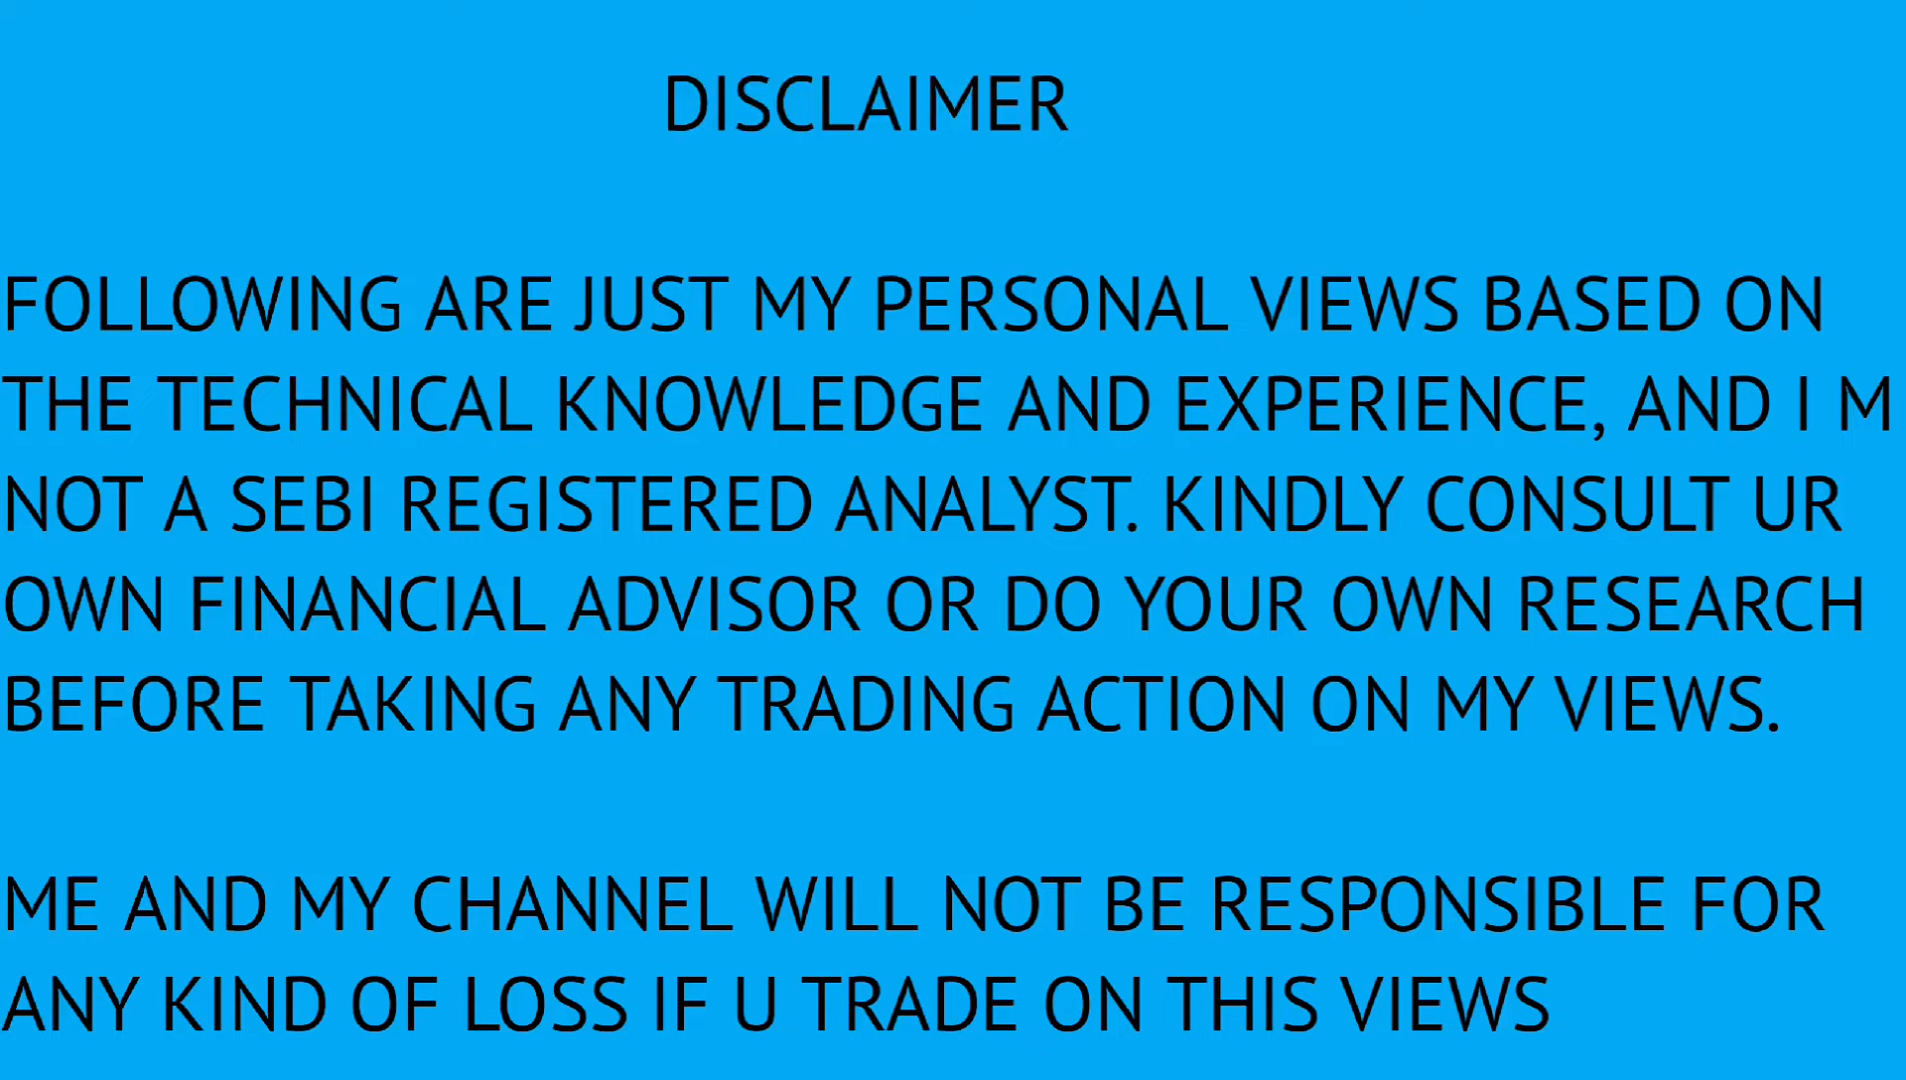 DISCLAIMER
FOLLOWING ARE JUST MY PERSONAL VIEWS BASED ON
THE TECHNICAL KNOWLEDGE AND EXPERIENCE, AND I M
NOT A SEBI REGISTERED ANALYST. KINDLY CONSULT UR
OWN FINANCIAL ADVISOR OR DO YOUR OWN RESEARCH
BEFORE TAKING ANY TRADING ACTION ON MY VIEWS.
ME AND MY CHANNEL WILL NOT BE RESPONSIBLE FOR
ANY KIND OF LOSS IF U TRADE ON THIS VIEWS